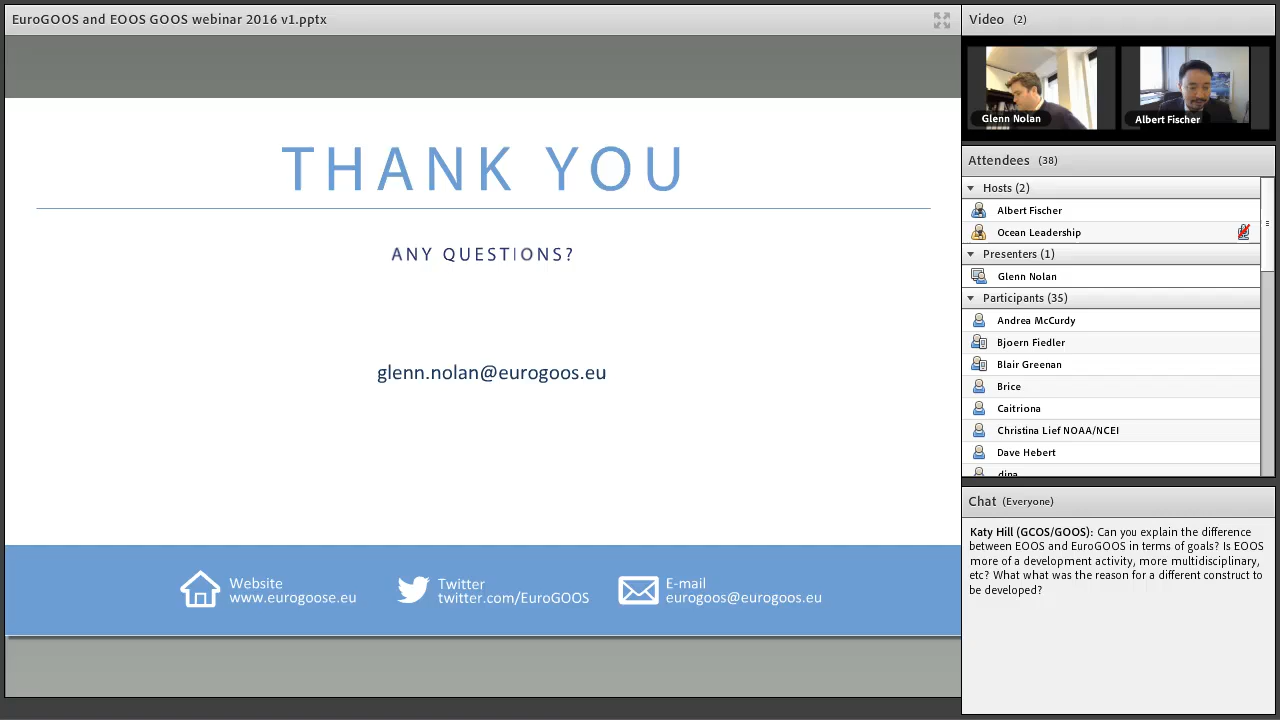 EuroGOOS and EOOS GOOS webinar 2016 v1.pptx
THANK YOU
ANY QUESTIONS?
glenn.nolan@eurogoos.eu
Website
www.eurogoose.eu
Twitter
twitter.com/EuroGOOS
E-mail
eurogoos@eurogoos.eu
Video (2)
Glenn Nolan
Albert Fischer
Attendees (38)
Hosts (2)
Albert Fischer
Ocean Leadership
Presenters (1)
Glenn Nolan
Participants (35)
Andrea McCurdy
Bjoern Fiedler
Blair Greenan
Brice
Caitriona
Christina Lief NOAA/NCEI
Dave Hebert
dina
Chat (Everyone)
Katy Hill (GCOS/GOOS): Can you explain the difference
between EOOS and EuroGOOS in terms of goals? Is EOOS
more of a development activity, more multidisciplinary,
etc? What what was the reason for a different construct to
be developed?